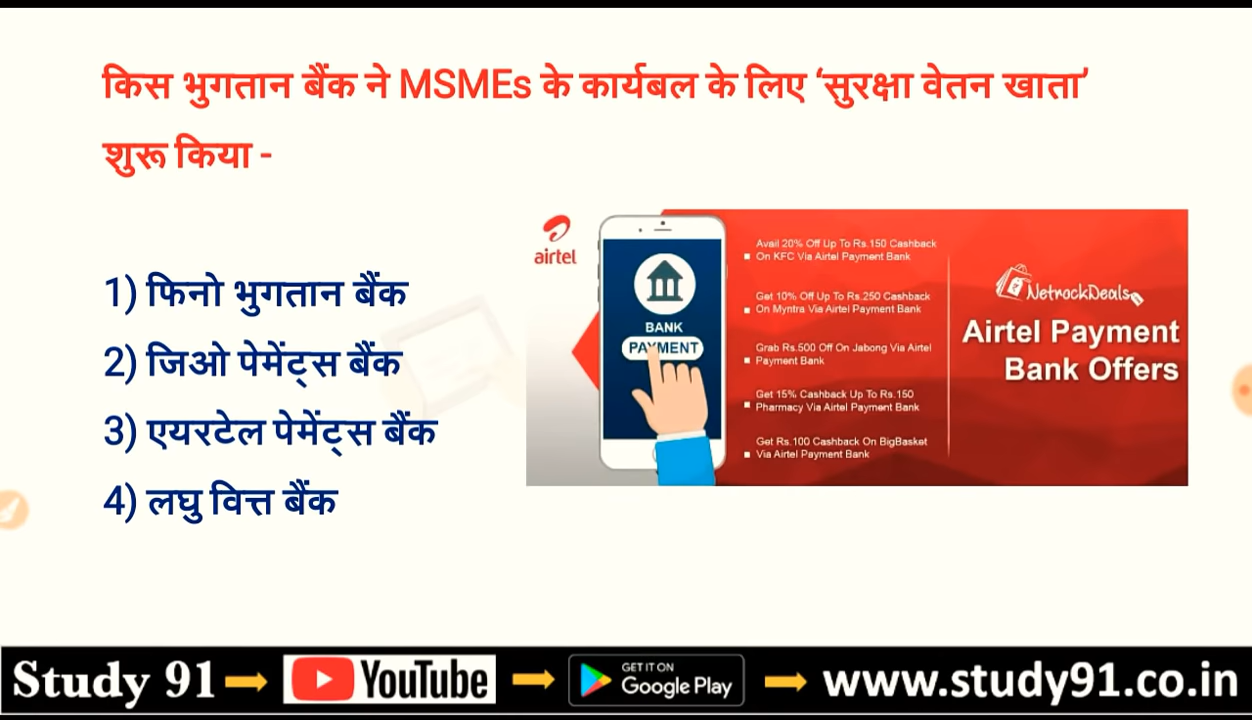 किस भुगतान बैंक ने MSMEs के कार्यबल के लिए ‘सुरक्षा वेतन खाता’
शुरू किया -
1) फिनो भुगतान बैंक
2) जिओ पेमेंट्स बैंक
3) एयरटेल पेमेंट्स बैंक
4) लघु वित्त बैंक
airtel
BANK
PAYMENT
Avail 20% Off Up To Rs.150 Cashback
On KFC Via Airtel Payment Bank
Get 10% Off Up To Rs.250 Cashback
On Myntra Via Airtel Payment Bank
Grab Rs.500 Off On Jabong Via Airtel
Payment Bank
Get 15% Cashback Up To Rs.150
Pharmacy Via Airtel Payment Bank
Get Rs.100 Cashback On BigBasket
Via Airtel Payment Bank
NetrockDeals
Airtel Payment
Bank Offers
Study 91 YouTube GET IT ON Google Play www.study91.co.in